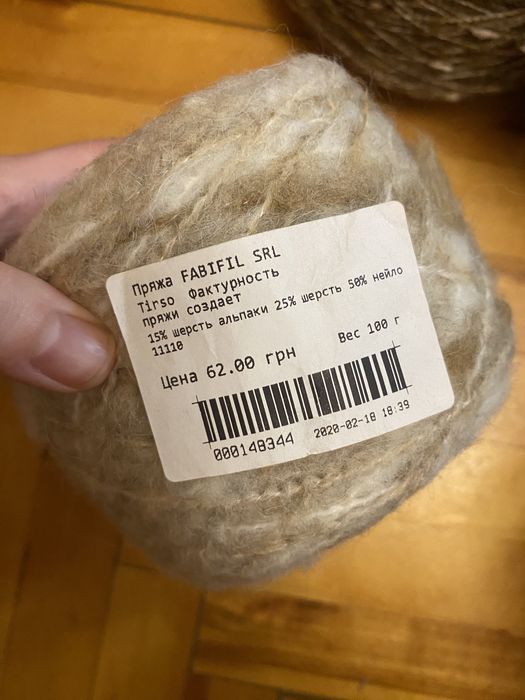 Пряжа FABIFIL SRL
Tirso Фактурность
пряжи создает
15% шерсть альпаки 25% шерсть 50% нейло
11110
Цена 62.00 грн Вес 100 г
000148344 2020-02-18 18:39